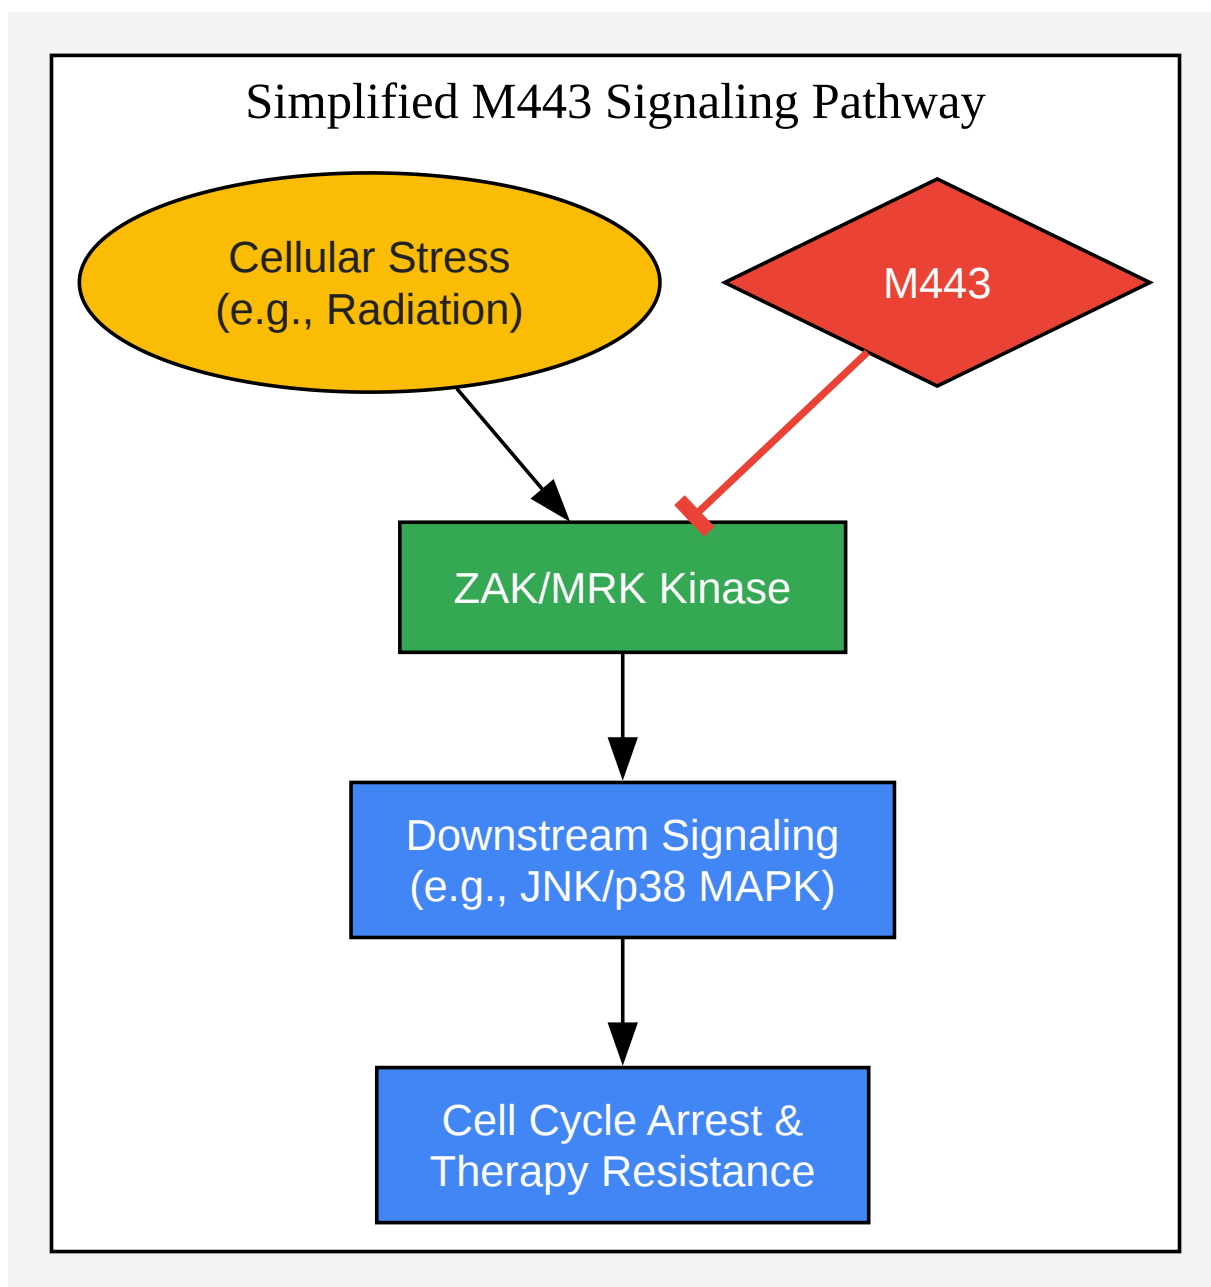 Simplified M443 Signaling Pathway
Cellular Stress
(e.g., Radiation)
M443
ZAK/MRK Kinase
Downstream Signaling
(e.g., JNK/p38 MAPK)
Cell Cycle Arrest &
Therapy Resistance